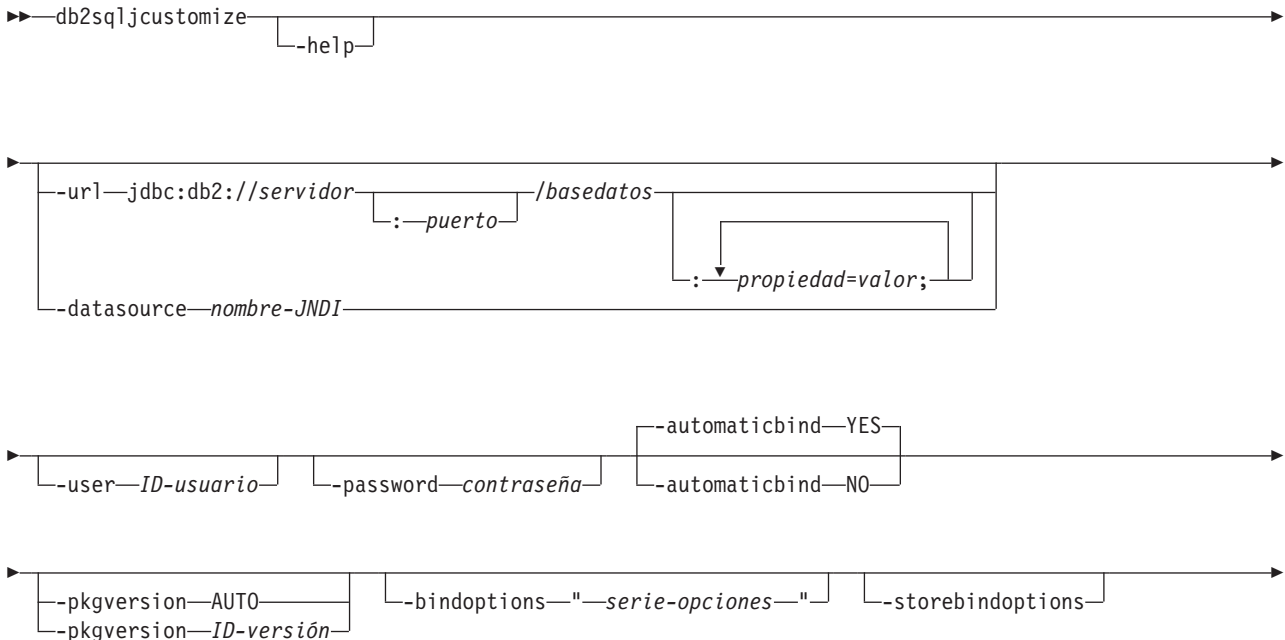 db2sqljcustomize
-help
-url jdbc:db2://servidor /basedatos
: puerto
: propiedad=valor;
-datasource nombre-JNDI
-automaticbind YES
-user ID-usuario -password contraseña -automaticbind NO
-pkgversion AUTO -bindoptions " serie-opciones " -storebindoptions
-pkgversion ID-versión